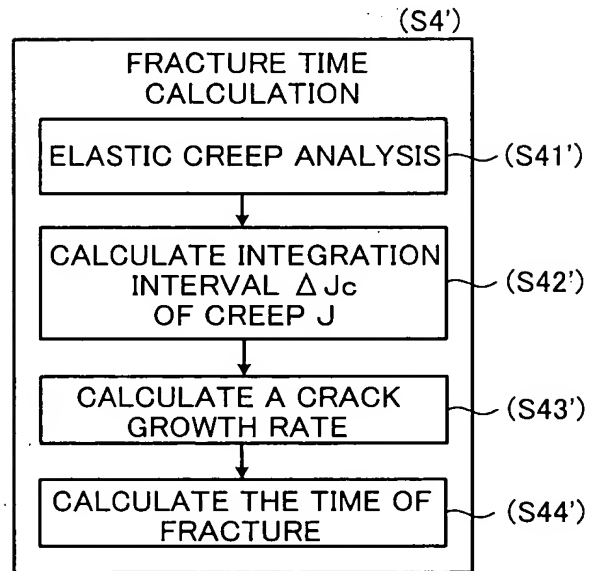 (S4')
FRACTURE TIME
CALCULATION
ELASTIC CREEP ANALYSIS
(S41')
CALCULATE INTEGRATION
INTERVAL Δ Jc
OF CREEP J
(S42')
CALCULATE A CRACK
GROWTH RATE
(S43')
CALCULATE THE TIME OF
FRACTURE
(S44')